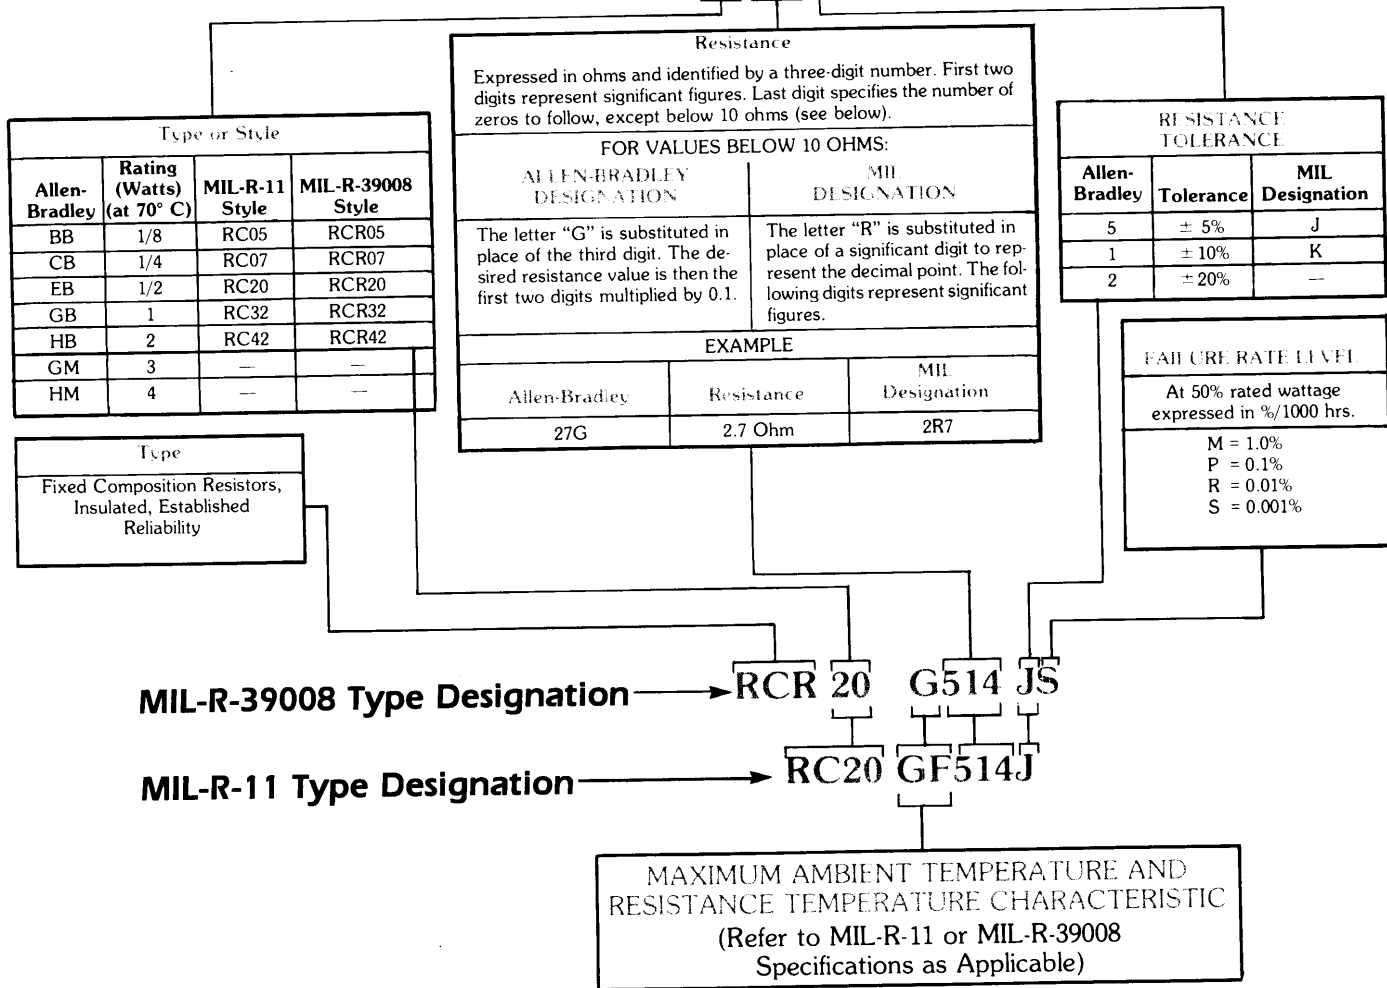 Resistance
Expressed in ohms and identified by a three-digit number. First two
digits represent significant figures. Last digit specifies the number of
zeros to follow, except below 10 ohms (see below).
FOR VALUES BELOW 10 OHMS:
ALLEN-BRADLEY
DESIGNATION
MIL
DESIGNATION
The letter "G" is substituted in
place of the third digit. The de-
sired resistance value is then the
first two digits multiplied by 0.1.
The letter "R" is substituted in
place of a significant digit to rep-
resent the decimal point. The fol-
lowing digits represent significant
figures.
EXAMPLE
Allen-Bradley Resistance MIL Designation
27G 2.7 Ohm 2R7
Type or Style
Allen-Bradley Rating (Watts) (at 70° C) MIL-R-11 Style MIL-R-39008 Style
BB 1/8 RC05 RCR05
CB 1/4 RC07 RCR07
EB 1/2 RC20 RCR20
GB 1 RC32 RCR32
HB 2 RC42 RCR42
GM 3 — —
HM 4 — —
RESISTANCE
TOLERANCE
Allen-Bradley Tolerance MIL Designation
5 ± 5% J
1 ± 10% K
2 ± 20% —
FAILURE RATE LEVEL
At 50% rated wattage
expressed in %/1000 hrs.
M = 1.0%
P = 0.1%
R = 0.01%
S = 0.001%
Type
Fixed Composition Resistors,
Insulated, Established
Reliability
MIL-R-39008 Type Designation RCR 20 G514 JS
MIL-R-11 Type Designation RC20 GF514J
MAXIMUM AMBIENT TEMPERATURE AND
RESISTANCE TEMPERATURE CHARACTERISTIC
(Refer to MIL-R-11 or MIL-R-39008
Specifications as Applicable)